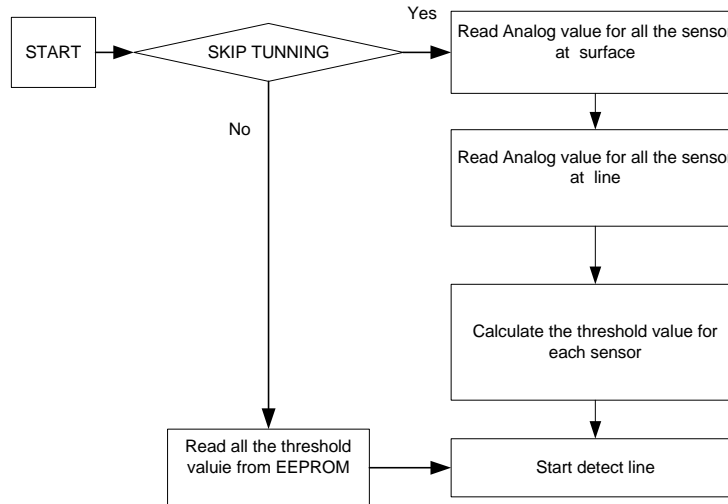 START
SKIP TUNNING
Yes
No
Read Analog value for all the sensor
at surface
Read Analog value for all the sensor
at line
Calculate the threshold value for
each sensor
Read all the threshold
valuie from EEPROM
Start detect line